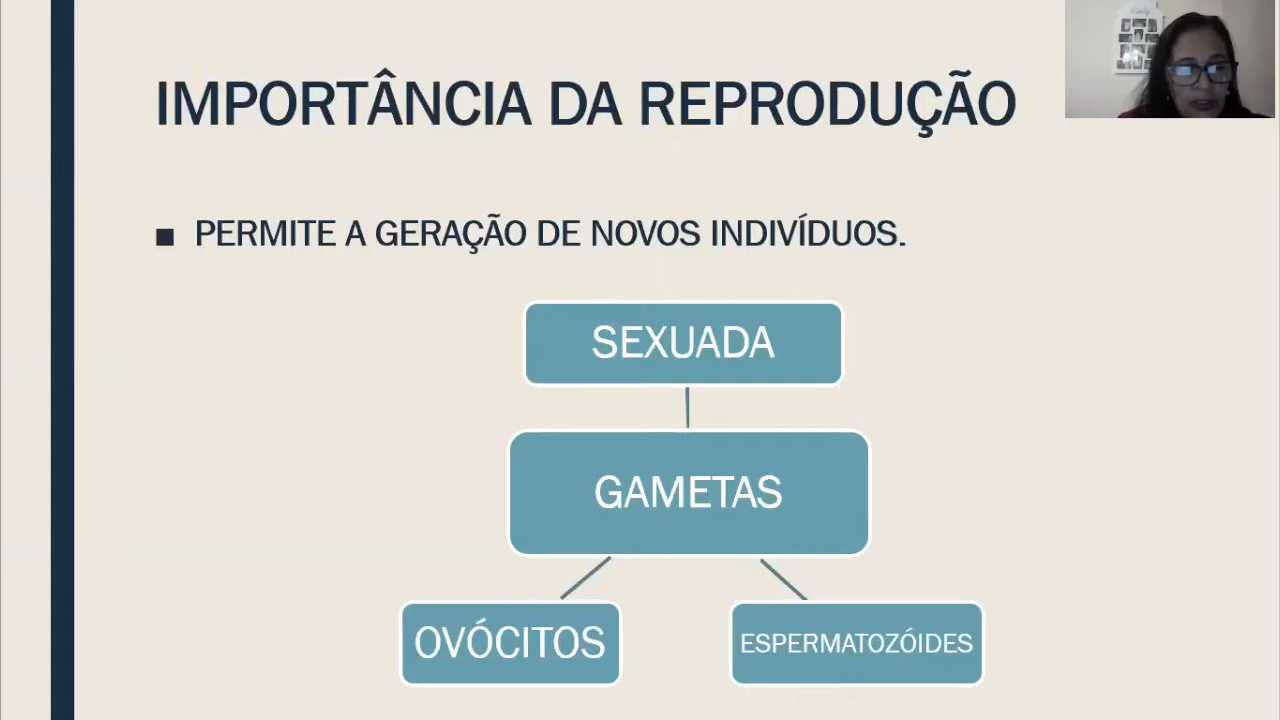 IMPORTÂNCIA DA REPRODUÇÃO
■ PERMITE A GERAÇÃO DE NOVOS INDIVÍDUOS.
SEXUADA
GAMETAS
OVÓCITOS
ESPERMATOZÓIDES